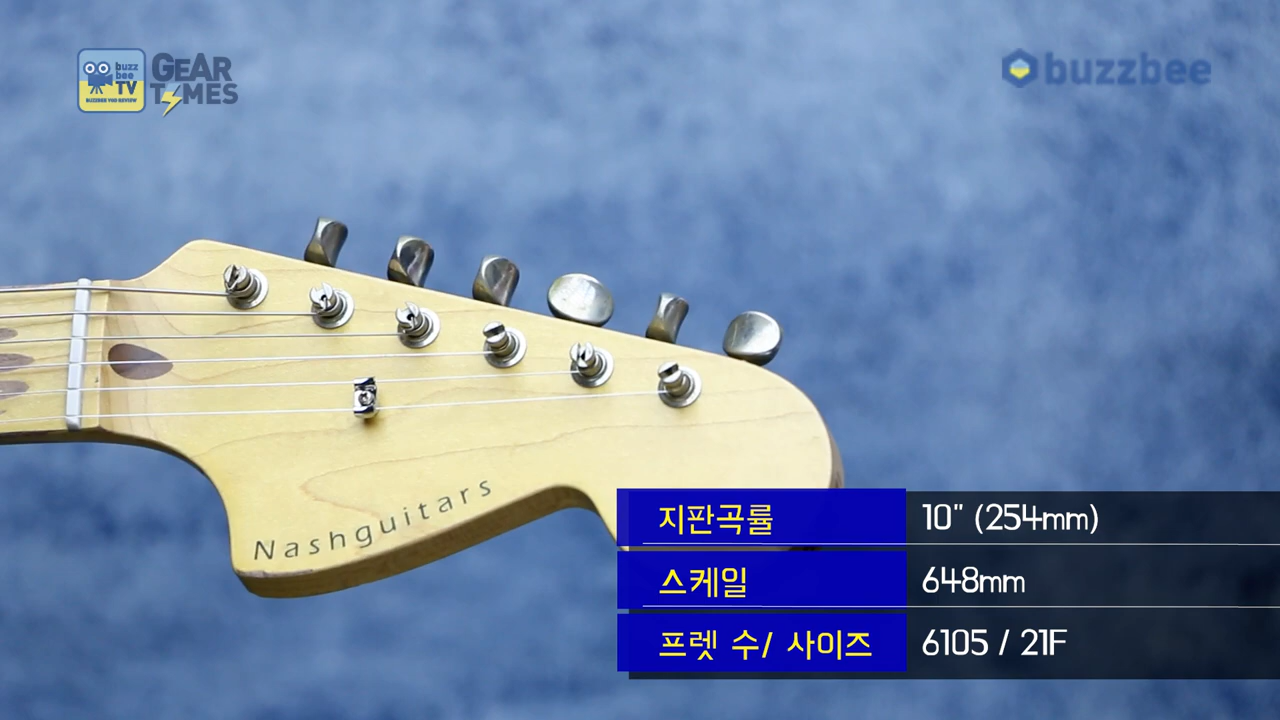 buzz
bee
TV
BUZZBEE VOD REVIEW
GEAR
TIMES
buzzbee
Nashguitars
지판곡률 10" (254mm)
스케일 648mm
프렛 수/ 사이즈 6105 / 21F